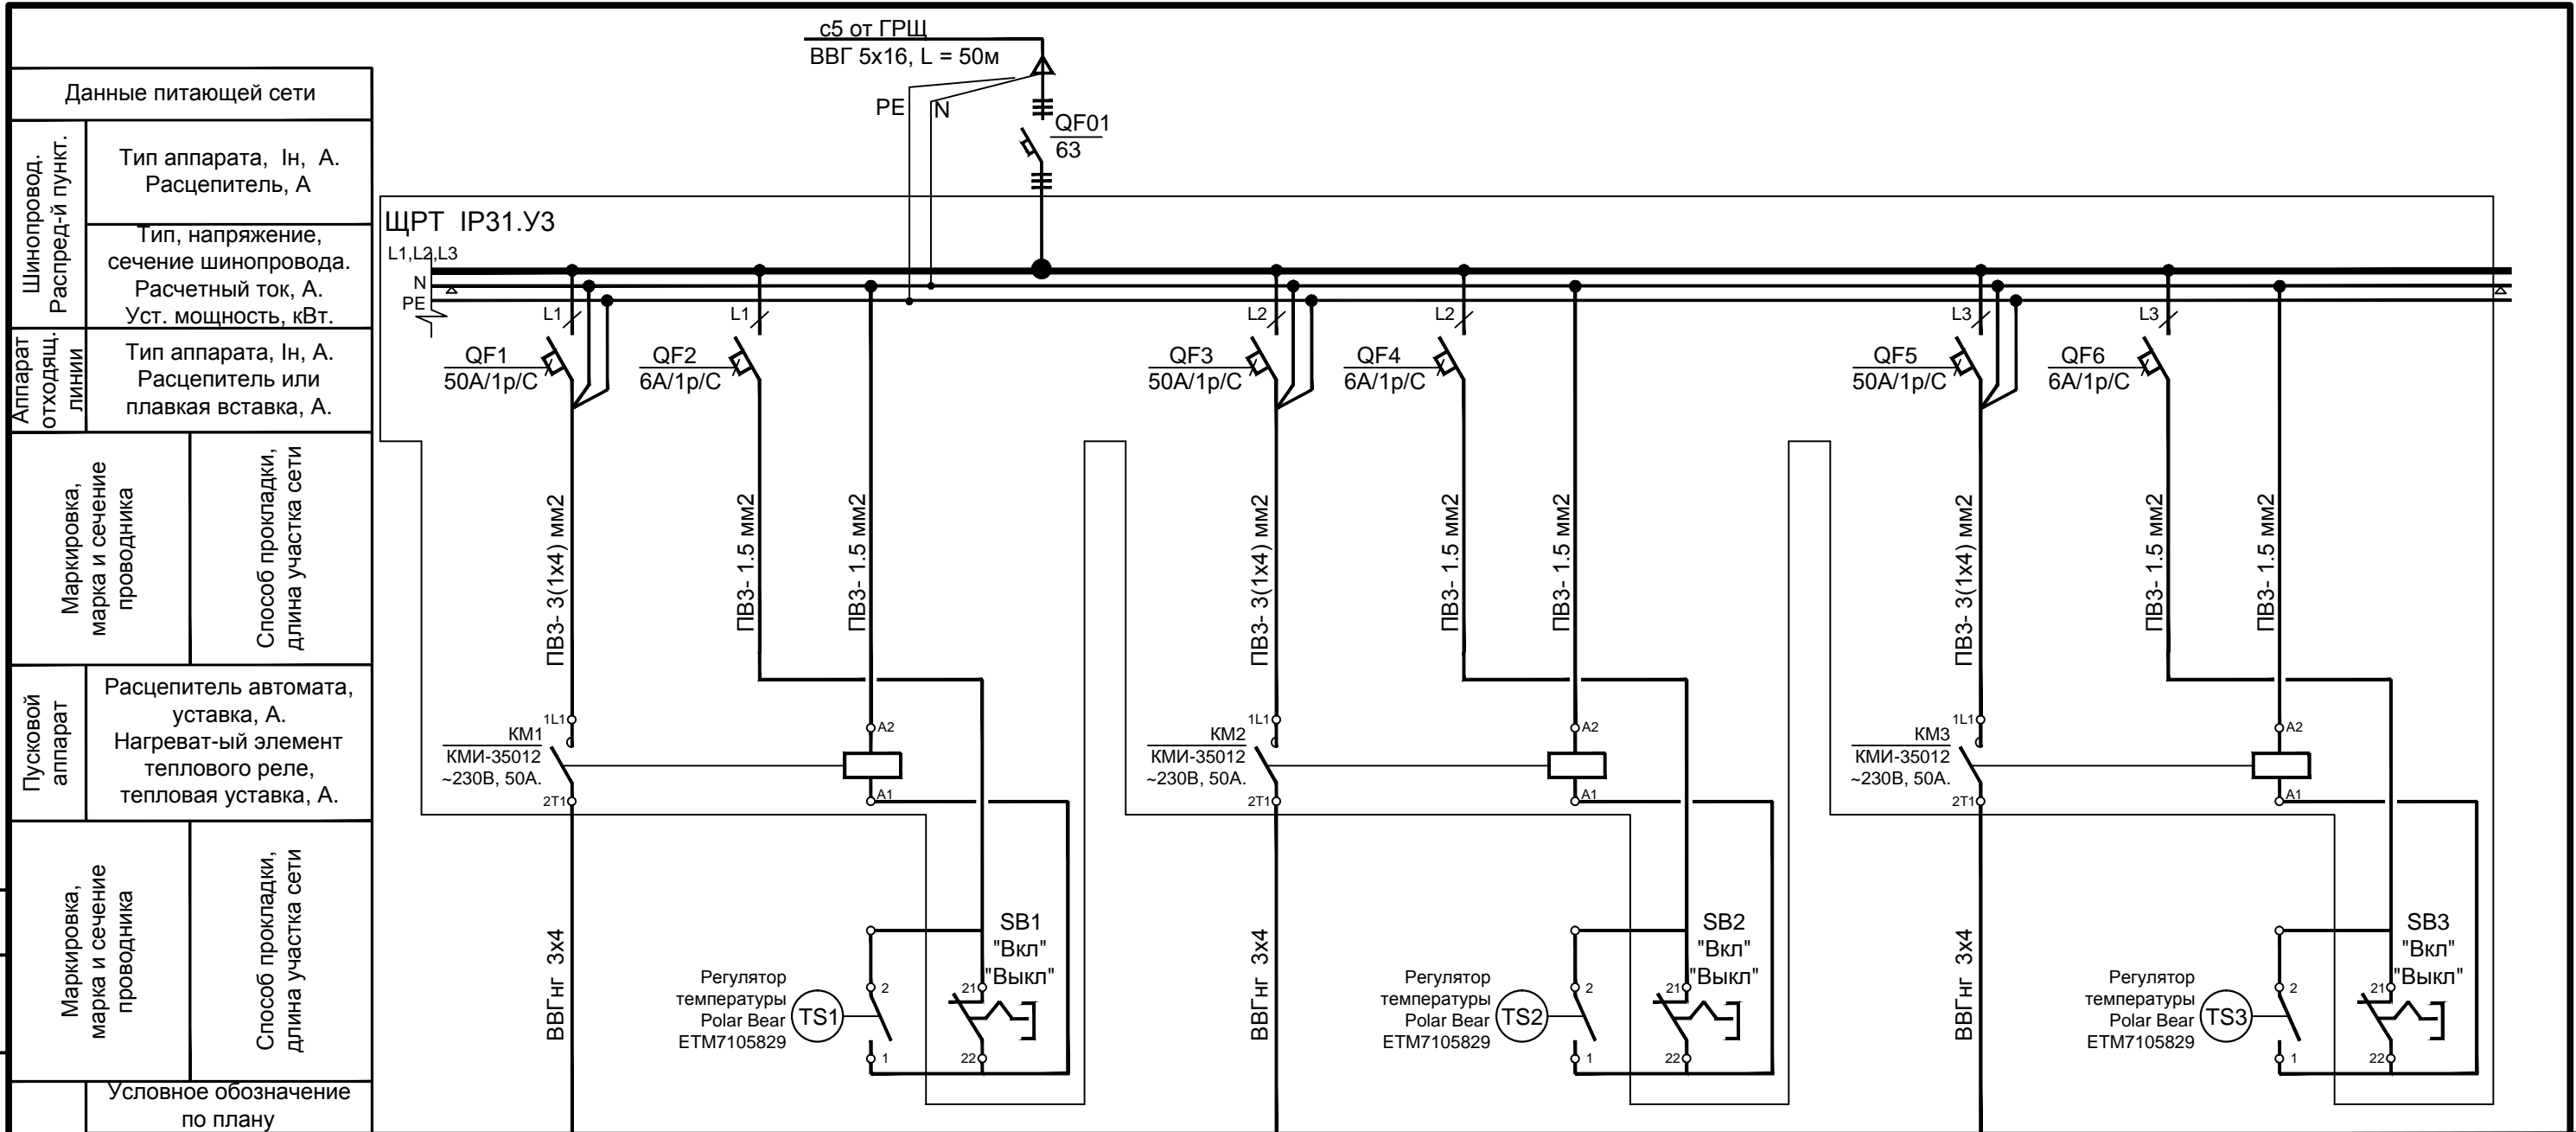 с5 от ГРЩ
ВВГ 5х16, L = 50м
PE
N
QF01
63
Данные питающей сети
Шинопровод.
Распред-й пункт.
Тип аппарата, Iн, А.
Расцепитель, А
Тип, напряжение,
сечение шинопровода.
Расчетный ток, А.
Уст. мощность, кВт.
Аппарат
отходящ.
линии
Тип аппарата, Iн, А.
Расцепитель или
плавкая вставка, А.
Маркировка,
марка и сечение
проводника
Способ прокладки,
длина участка сети
Пусковой
аппарат
Расцепитель автомата,
уставка, А.
Нагреват-ый элемент
теплового реле,
тепловая уставка, А.
Маркировка,
марка и сечение
проводника
Способ прокладки,
длина участка сети
Условное обозначение
по плану
ЩРТ IP31.У3
L1,L2,L3
N
PE
L1
QF1
50А/1р/С
L1
QF2
6А/1р/С
ПВ3- 3(1х4) мм2
ПВ3- 1.5 мм2
ПВ3- 1.5 мм2
1L1
КМ1
КМИ-35012
~230В, 50А.
2T1
A2
A1
ВВГнг 3х4
Регулятор
температуры
Polar Bear
ETM7105829
TS1
2
1
SB1
"Вкл"
"Выкл"
21
22
L2
QF3
50А/1р/С
L2
QF4
6А/1р/С
ПВ3- 3(1х4) мм2
ПВ3- 1.5 мм2
ПВ3- 1.5 мм2
1L1
КМ2
КМИ-35012
~230В, 50А.
2T1
A2
A1
ВВГнг 3х4
Регулятор
температуры
Polar Bear
ETM7105829
TS2
2
1
SB2
"Вкл"
"Выкл"
21
22
L3
QF5
50А/1р/С
L3
QF6
6А/1р/С
ПВ3- 3(1х4) мм2
ПВ3- 1.5 мм2
ПВ3- 1.5 мм2
1L1
КМ3
КМИ-35012
~230В, 50А.
2T1
A2
A1
ВВГнг 3х4
Регулятор
температуры
Polar Bear
ETM7105829
TS3
2
1
SB3
"Вкл"
"Выкл"
21
22